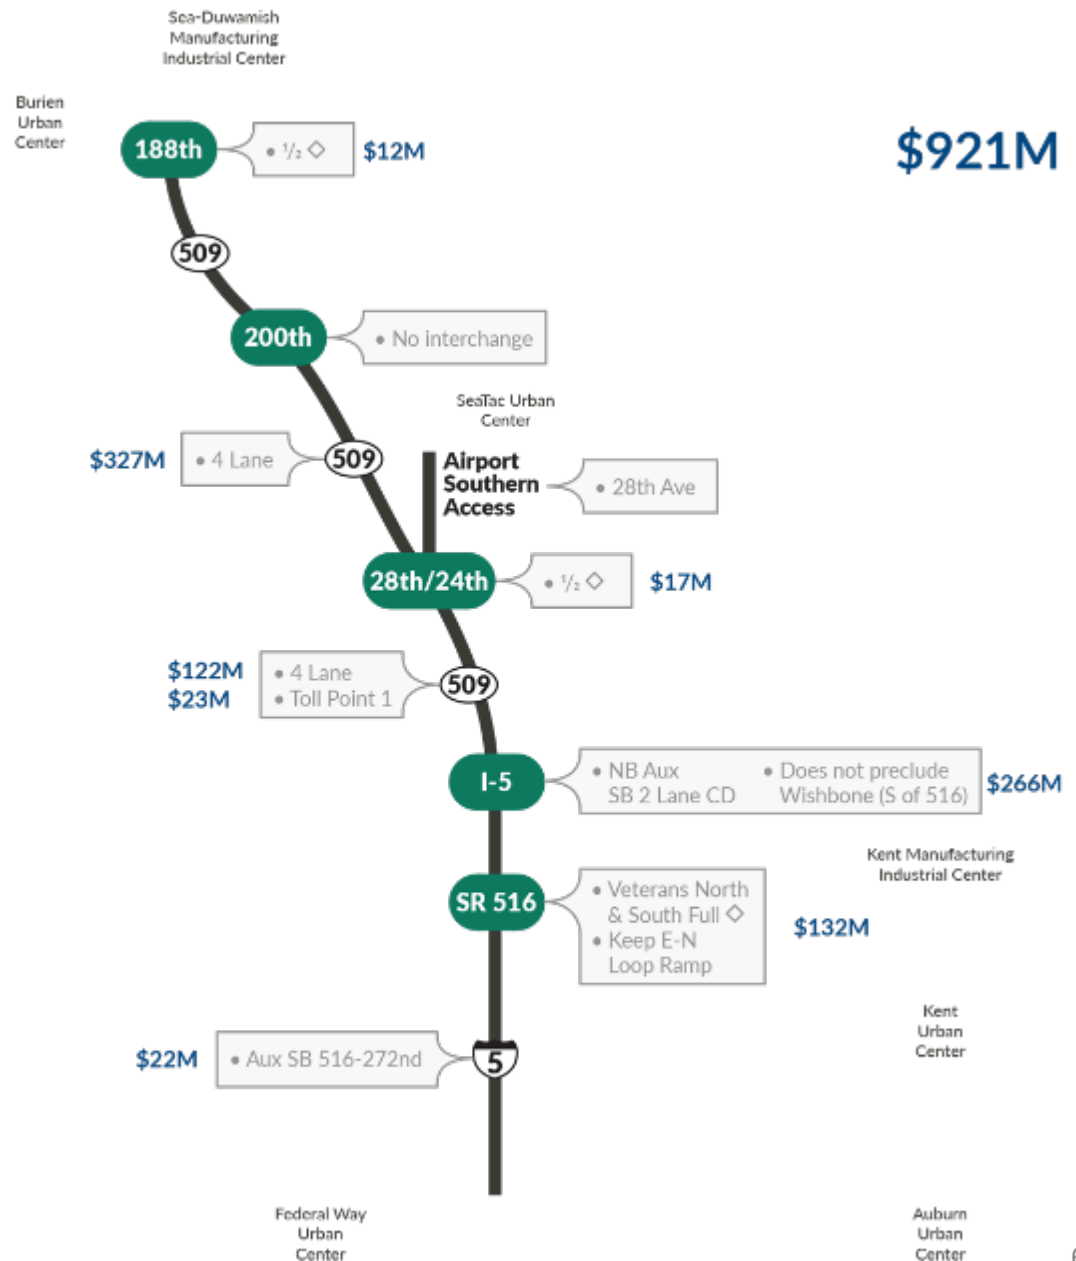 Sea-Duwamish
Manufacturing
Industrial Center
Burien
Urban
Center
$921M
188th
• ½ ◇
$12M
509
200th
• No interchange
SeaTac Urban
Center
$327M
• 4 Lane
509
Airport
Southern
Access
• 28th Ave
28th/24th
• ½ ◇
$17M
$122M
$23M
• 4 Lane
• Toll Point 1
509
I-5
• NB Aux
SB 2 Lane CD
• Does not preclude
Wishbone (S of 516)
$266M
Kent Manufacturing
Industrial Center
SR 516
• Veterans North
& South Full ◇
• Keep E-N
Loop Ramp
$132M
Kent
Urban
Center
$22M
• Aux SB 516-272nd
5
Federal Way
Urban
Center
Auburn
Urban
Center